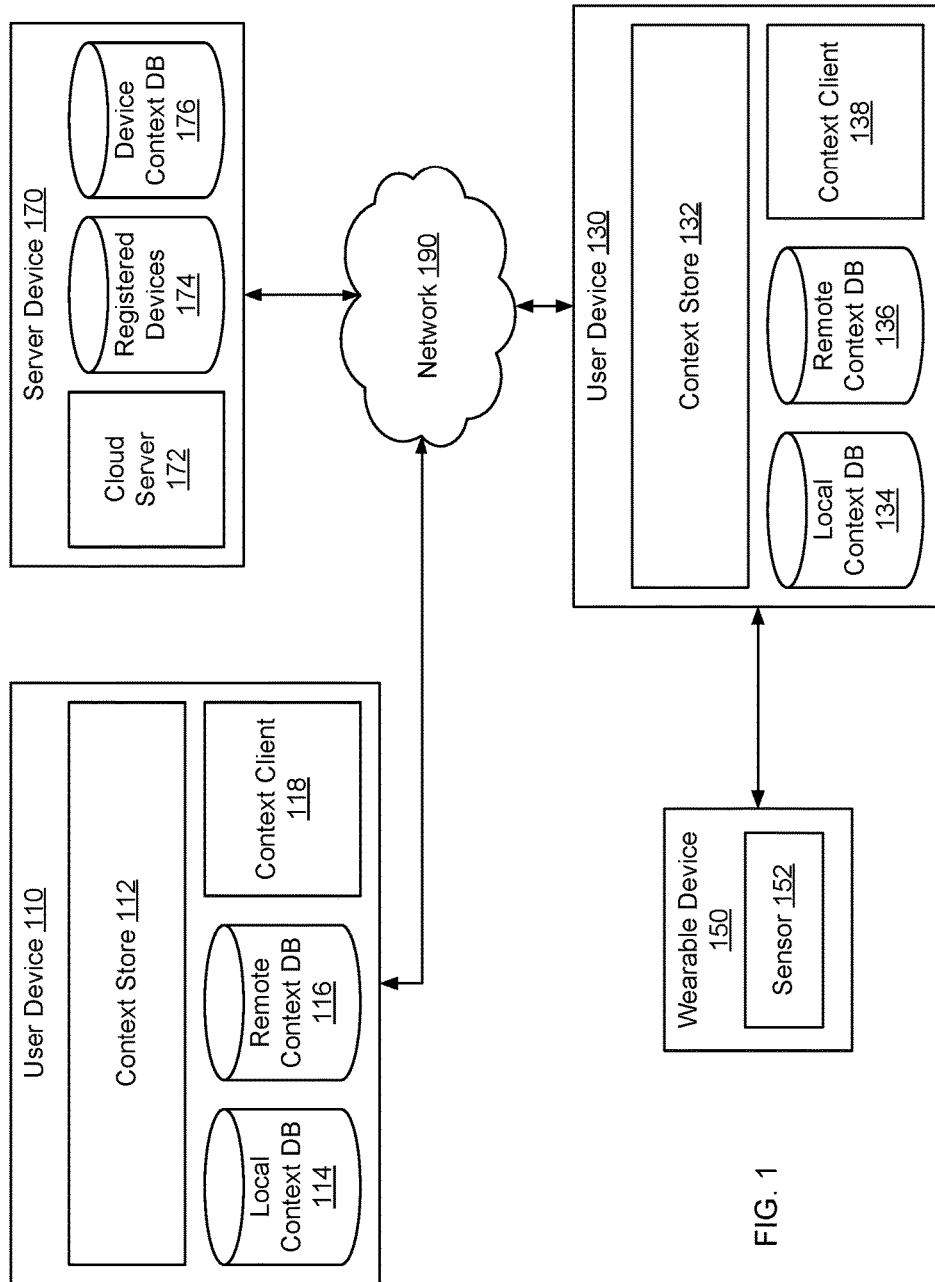 User Device 110
Context Store 112
Local
Context DB
114
Remote
Context DB
116
Context Client
118
Server Device 170
Cloud
Server
172
Registered
Devices
174
Device
Context DB
176
Network 190
Wearable Device
150
Sensor 152
User Device 130
Context Store 132
Local
Context DB
134
Remote
Context DB
136
Context Client
138
FIG. 1